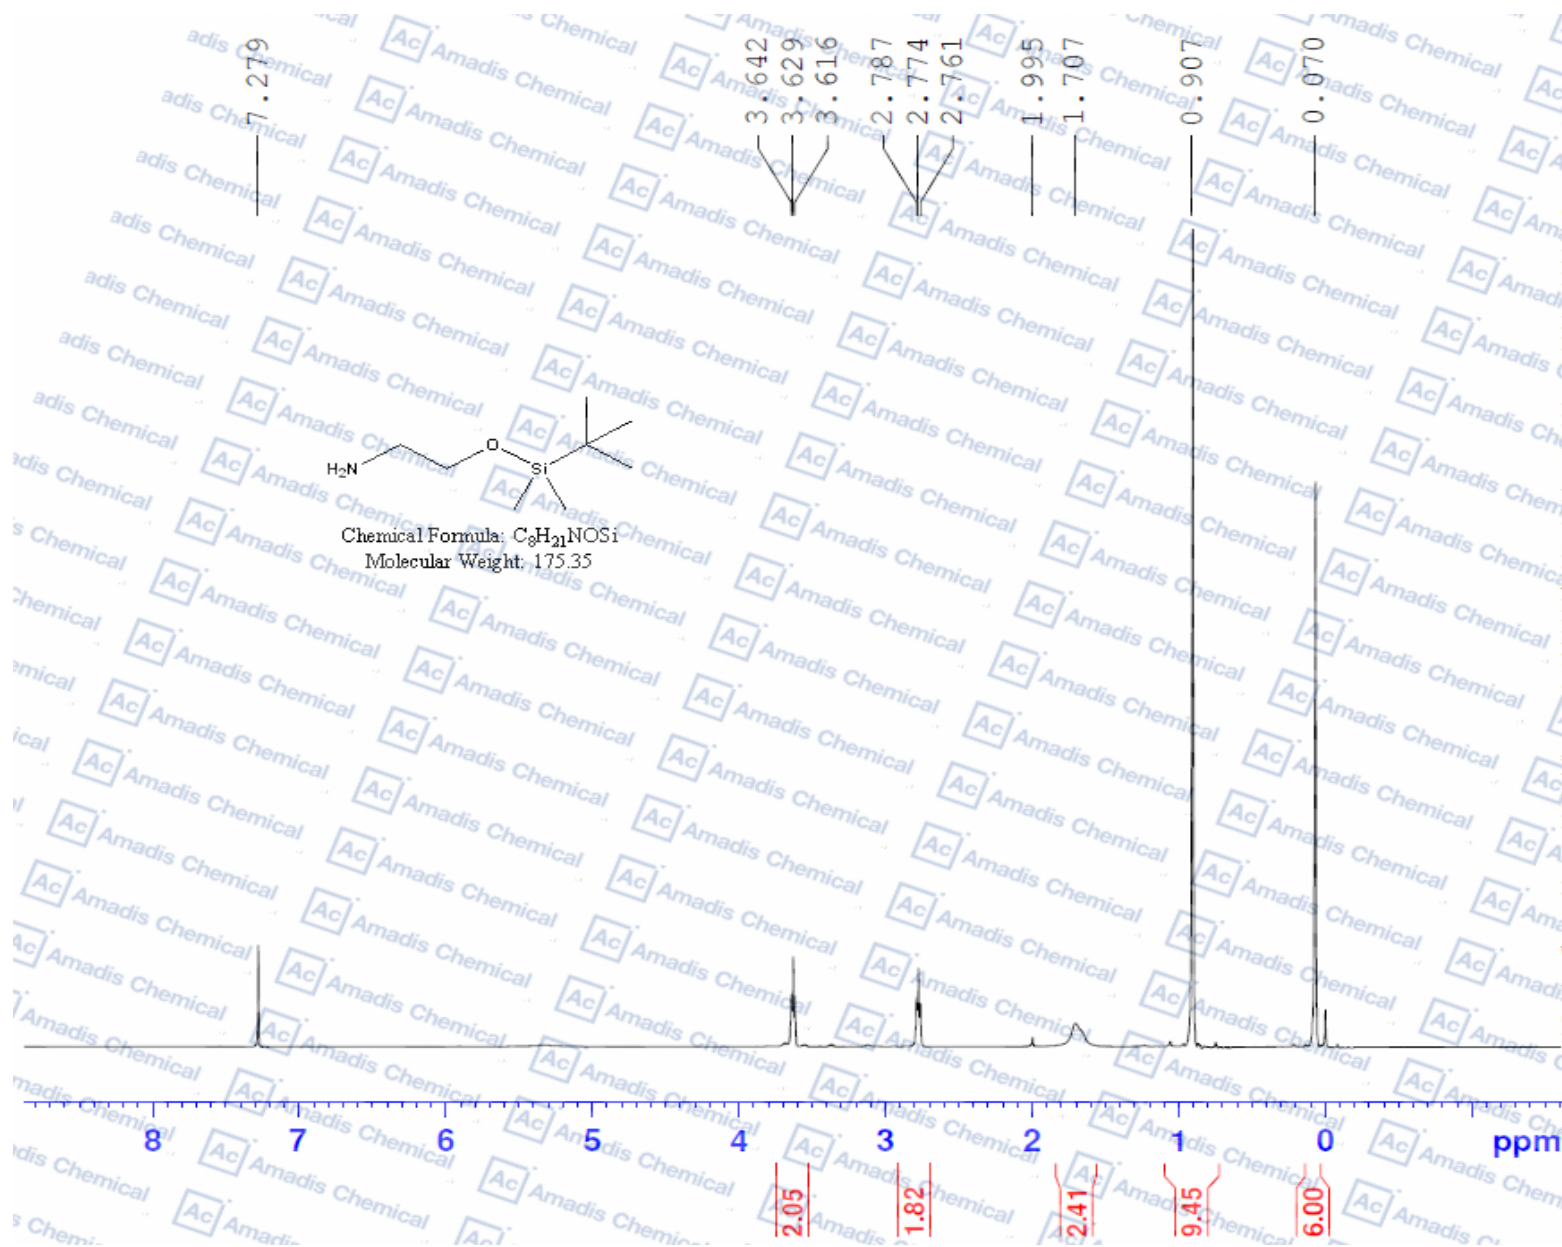 7.279
3.642
3.629
3.616
2.787
2.774
2.761
1.995
1.707
0.907
0.070
H₂N
O
Si
Chemical Formula: C₈H₂₁NOSi
Molecular Weight: 175.35
8 7 6 5 4 3 2 1 0 ppm
2.05
1.82
2.41
9.45
6.00
Ac Amadis Chemical